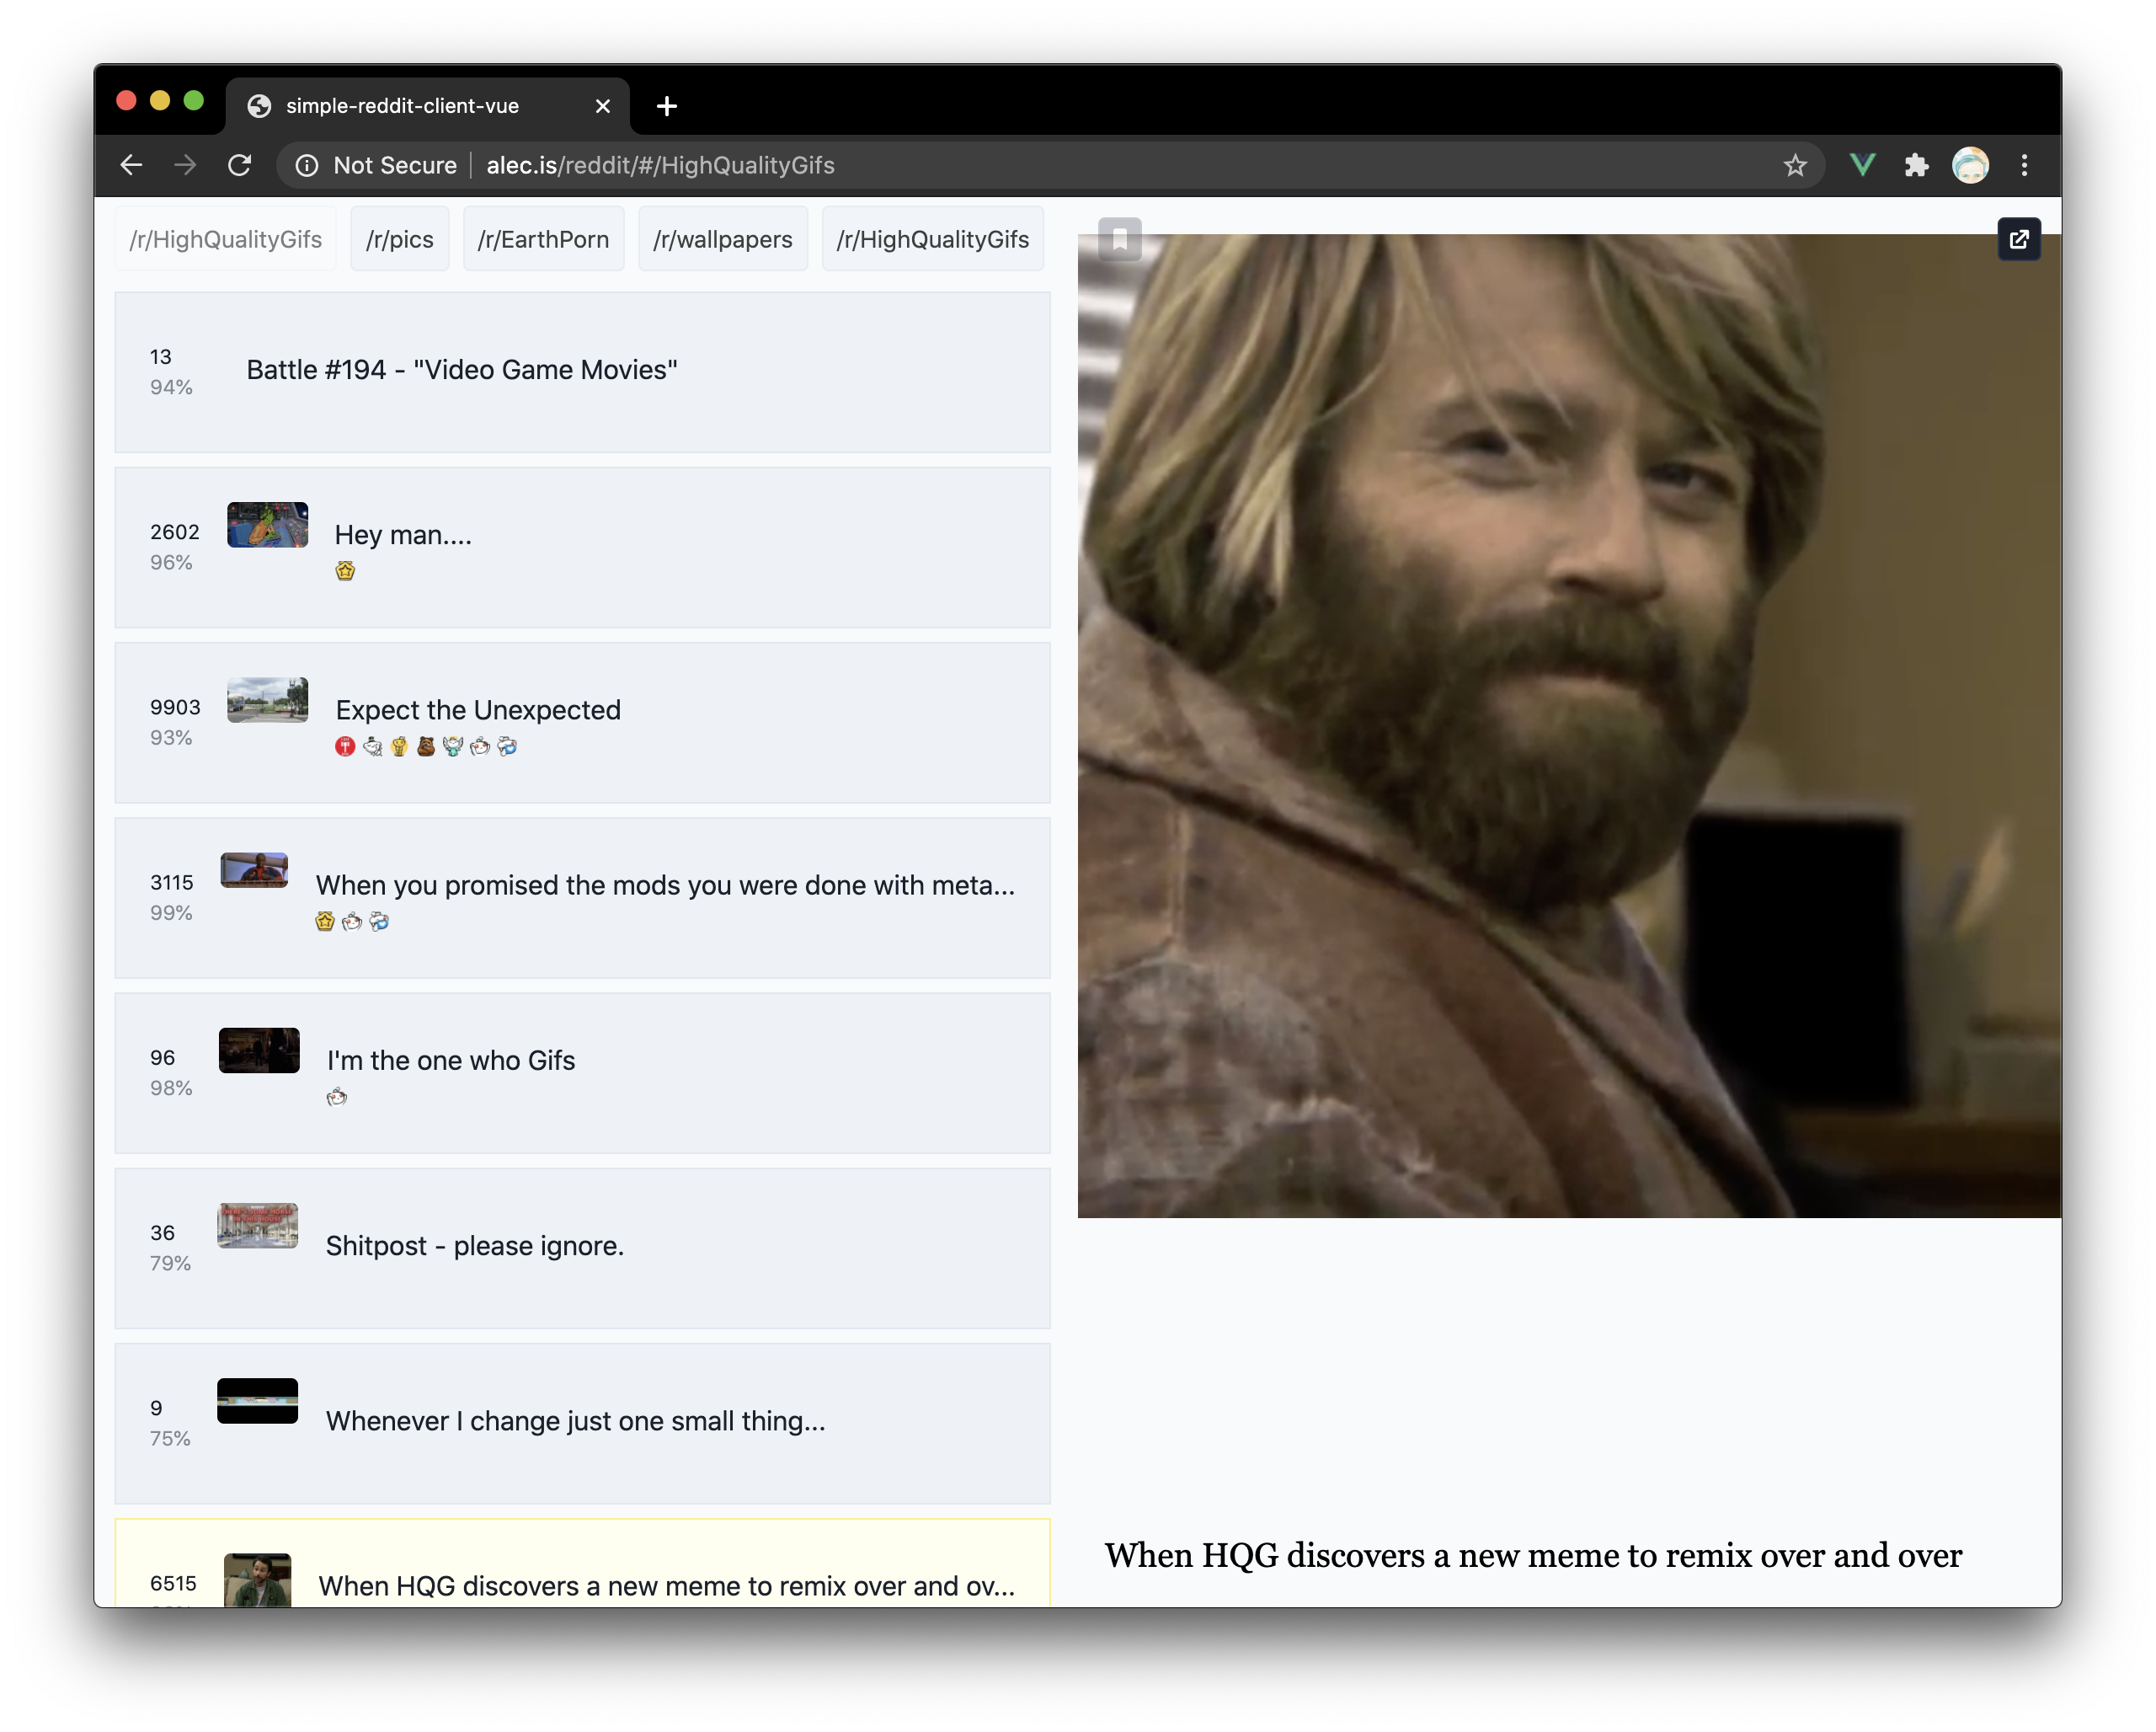 simple-reddit-client-vue
Not Secure
alec.is/reddit/#/HighQualityGifs
/r/HighQualityGifs
/r/pics
/r/EarthPorn
/r/wallpapers
/r/HighQualityGifs
13
94%
Battle #194 - "Video Game Movies"
2602
96%
Hey man....
9903
93%
Expect the Unexpected
3115
99%
When you promised the mods you were done with meta...
96
98%
I'm the one who Gifs
36
79%
Shitpost - please ignore.
9
75%
Whenever I change just one small thing...
6515
When HQG discovers a new meme to remix over and ov...
When HQG discovers a new meme to remix over and over